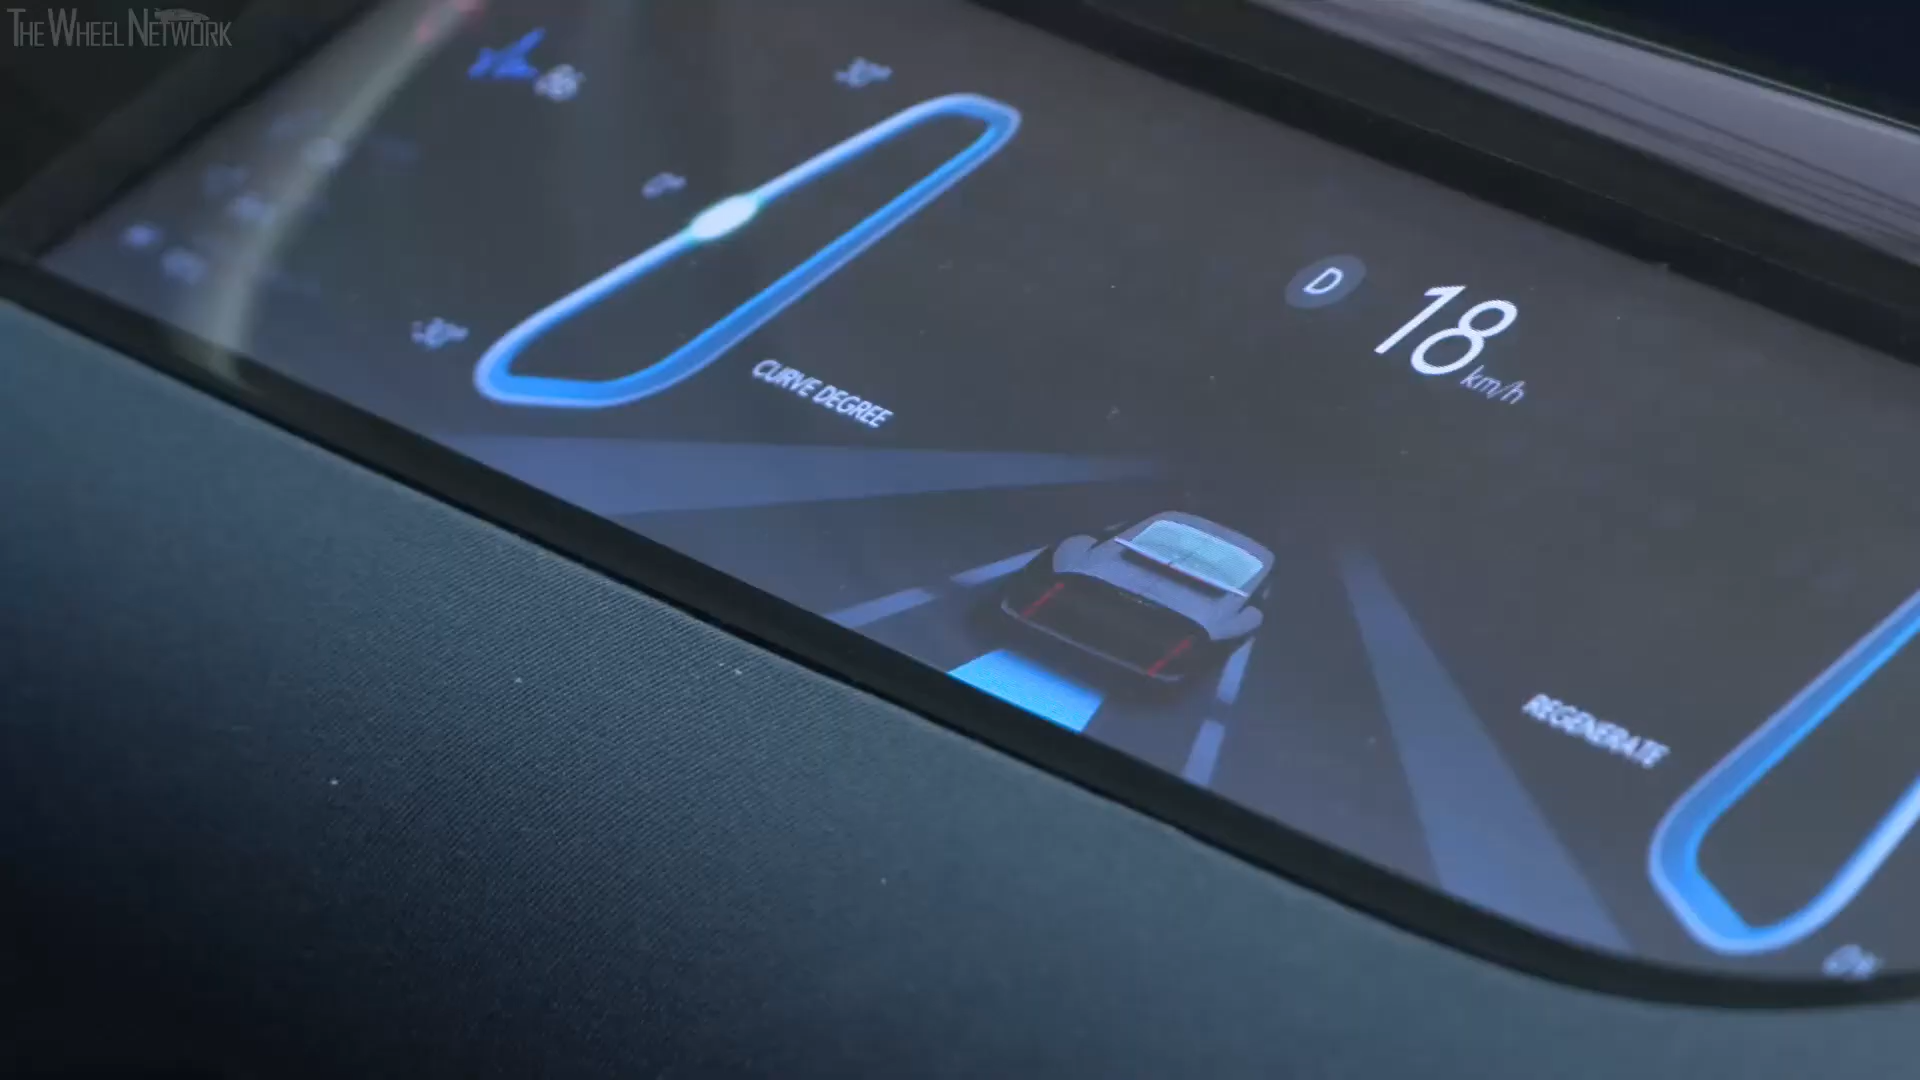 THE WHEEL NETWORK
30°
0°
-30°
CURVE DEGREE
D
18
km/h
REGENERATE